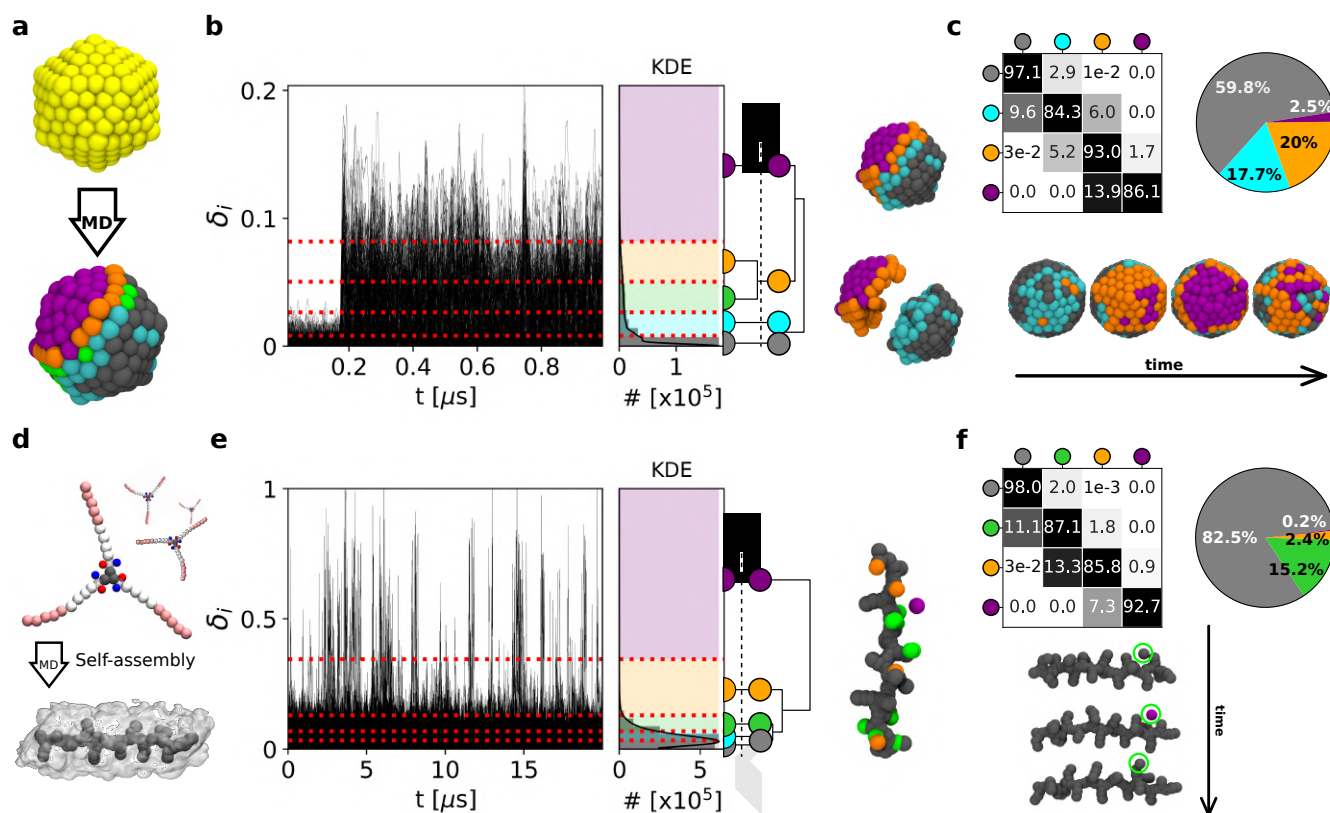 a
MD
b
KDE
δi
0.2
0.1
0
0.2
0.4
0.6
0.8
t [μs]
0
1
# [x10^5]
c
97.1 2.9 1e-2 0.0
9.6 84.3 6.0 0.0
3e-2 5.2 93.0 1.7
0.0 0.0 13.9 86.1
59.8%
2.5%
20%
17.7%
time
d
MD
Self-assembly
e
KDE
δi
1
0.5
0
0
5
10
15
t [μs]
0
5
# [x10^5]
f
98.0 2.0 1e-3 0.0
11.1 87.1 1.8 0.0
3e-2 13.3 85.8 0.9
0.0 0.0 7.3 92.7
82.5%
0.2%
2.4%
15.2%
time